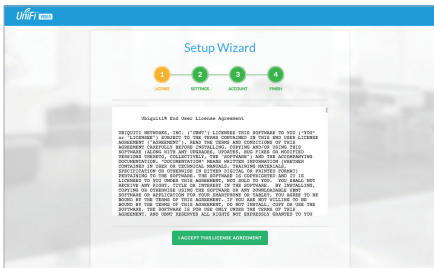 UniFi VIDEO
Setup Wizard
1 2 3 4
LICENSE SETTINGS ACCOUNT FINISH
Ubiquiti® End User License Agreement
UBIQUITI NETWORKS, INC. ("UBNT") LICENSES THIS SOFTWARE TO YOU ("YOU"
or "LICENSEE") SUBJECT TO THE TERMS CONTAINED IN THIS END USER LICENSE
AGREEMENT ("AGREEMENT"). READ THE TERMS AND CONDITIONS OF THIS
AGREEMENT CAREFULLY BEFORE INSTALLING, COPYING AND/OR USING THIS
SOFTWARE (ALONG WITH ANY UPGRADES, UPDATES, BUG FIXES OR MODIFIED
VERSIONS THERETO, COLLECTIVELY, THE "SOFTWARE") AND THE ACCOMPANYING
DOCUMENTATION. "DOCUMENTATION" MEANS WRITTEN INFORMATION (WHETHER
CONTAINED IN USER OR TECHNICAL MANUALS, TRAINING MATERIALS,
SPECIFICATION OR OTHERWISE IN EITHER DIGITAL OR PRINTED FORMAT)
PERTAINING TO THE SOFTWARE. THE SOFTWARE IS COPYRIGHTED AND IT IS
LICENSED TO YOU UNDER THIS AGREEMENT, NOT SOLD TO YOU. YOU SHALL NOT
RECEIVE ANY RIGHT, TITLE OR INTEREST IN THE SOFTWARE. BY INSTALLING,
COPYING OR OTHERWISE USING THE SOFTWARE OR ANY DOWNLOADABLE UBNT
SOFTWARE OR APPLICATION FOR YOUR SMARTPHONE OR TABLET, YOU AGREE TO BE
BOUND BY THE TERMS OF THIS AGREEMENT. IF YOU ARE NOT WILLING TO BE
BOUND BY THE TERMS OF THIS AGREEMENT, DO NOT INSTALL, COPY OR USE THE
SOFTWARE. THE SOFTWARE IS FOR USE ONLY UNDER THE TERMS OF THIS
AGREEMENT, AND UBNT RESERVES ALL RIGHTS NOT EXPRESSLY GRANTED TO YOU
I ACCEPT THIS LICENSE AGREEMENT